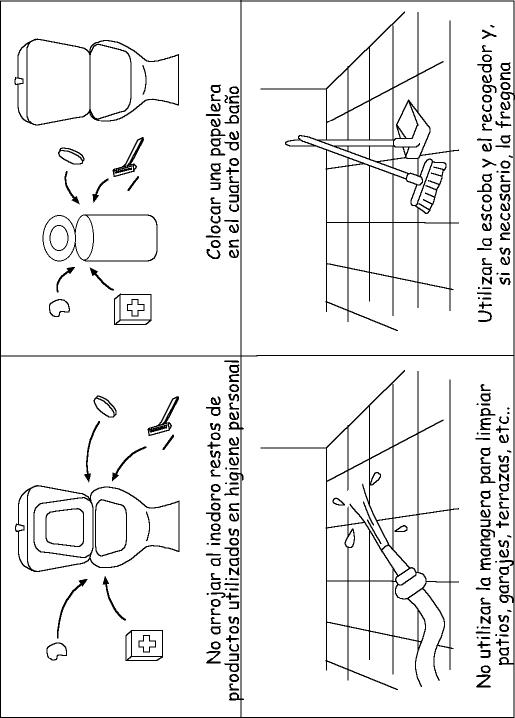 No arrojar al inodoro restos de
productos utilizados en higiene personal
Colocar una papelera
en el cuarto de baño
No utilizar la manguera para limpiar
patios, garajes, terrazas, etc..
Utilizar la escoba y el recogedor y,
si es necesario, la fregona